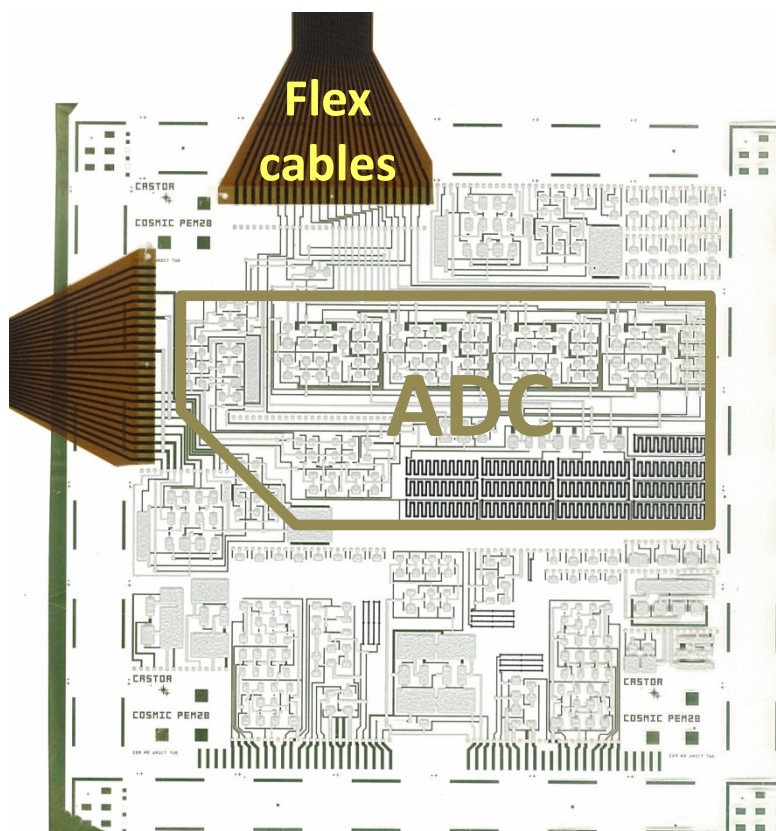 Flex
cables
CASTOR
COSMIC PEM28
ADC
CASTOR
COSMIC PEM28
CASTOR
COSMIC PEM28